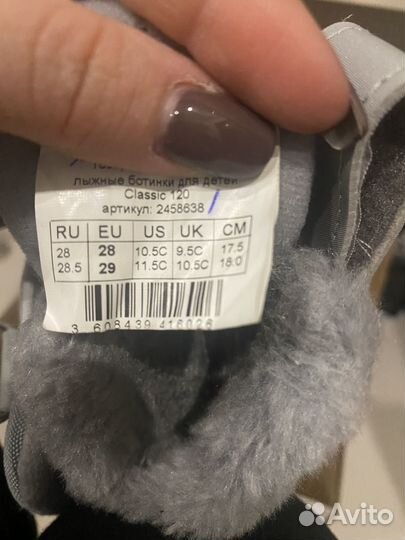 лыжные ботинки для детей
Classic 120
артикул: 2458638
RU EU US UK CM
28 28 10.5C 9.5C 17.5
28.5 29 11.5C 10.5C 18.0
3 608439 416028
Avito